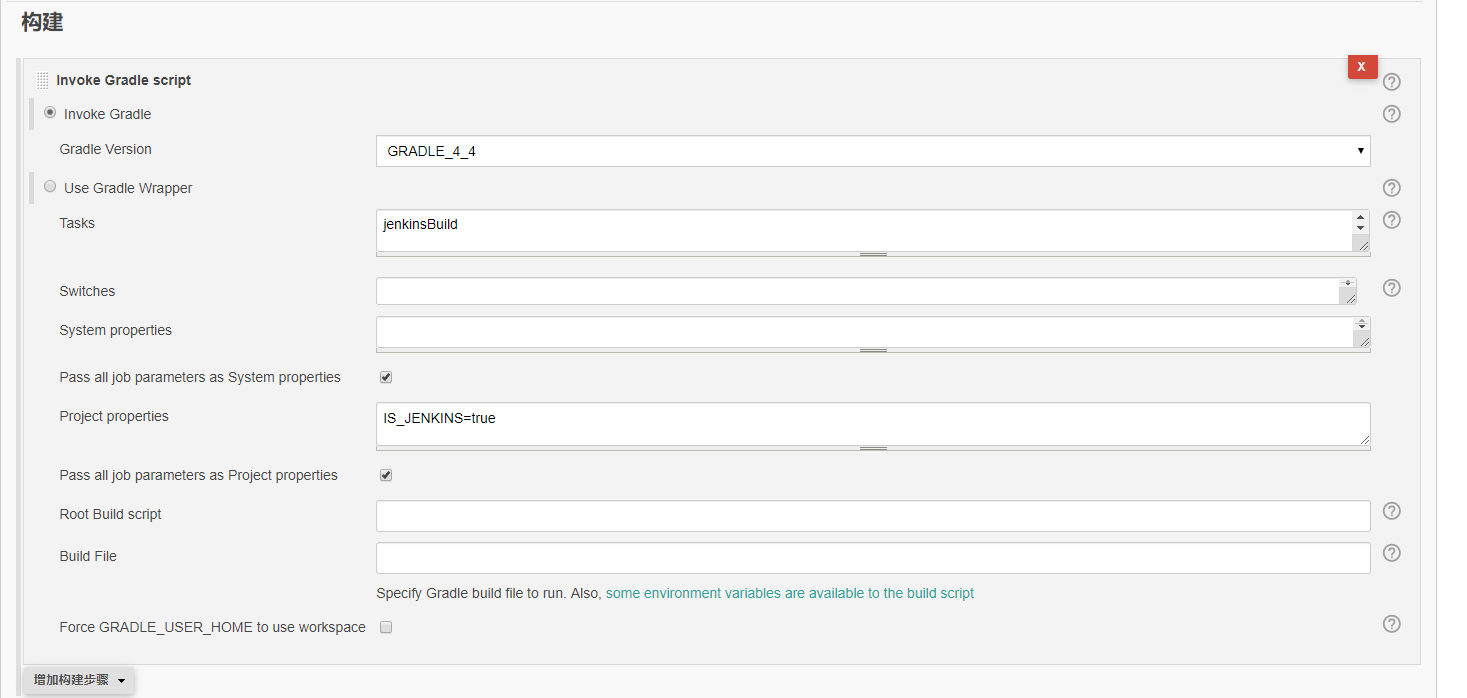 构建
Invoke Gradle script
X
Invoke Gradle
Gradle Version
GRADLE_4_4
Use Gradle Wrapper
Tasks
jenkinsBuild
Switches
System properties
Pass all job parameters as System properties
Project properties
IS_JENKINS=true
Pass all job parameters as Project properties
Root Build script
Build File
Specify Gradle build file to run. Also, some environment variables are available to the build script
Force GRADLE_USER_HOME to use workspace
增加构建步骤